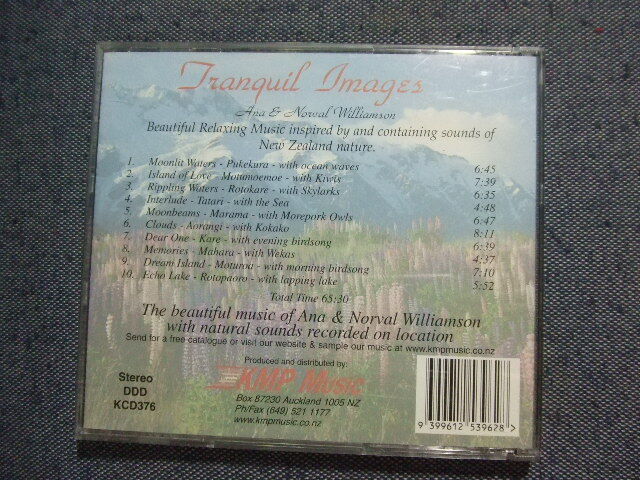 Tranquil Images
Ana & Norval Williamson
Beautiful Relaxing Music inspired by and containing sounds of
New Zealand nature.
1. Moonlit Waters - Pukekura - with ocean waves 6:45
2. Island of Love - Motunoemoe - with Kiwis 7:39
3. Rippling Waters - Rotokare - with Skylarks 6:35
4. Interlude - Tatari - with the Sea 4:48
5. Moonbeams - Marama - with Morepork Owls 6:47
6. Clouds - Aorangi - with Kokako 8:11
7. Dear One - Kare - with evening birdsong 6:39
8. Memories - Mahara - with Wekas 4:37
9. Dream Island - Moturoa - with morning birdsong 7:10
10. Echo Lake - Rotopaoro - with lapping lake 5:52
Total Time 65:30
The beautiful music of Ana & Norval Williamson
with natural sounds recorded on location
Send for a free catalogue or visit our website & sample our music at www.kmpmusic.co.nz
Produced and distributed by:
KMP Music
Box 87230 Auckland 1005 NZ
Ph/Fax (649) 521 1177
www.kmpmusic.co.nz
Stereo
DDD
KCD376
9 399612 539628 >